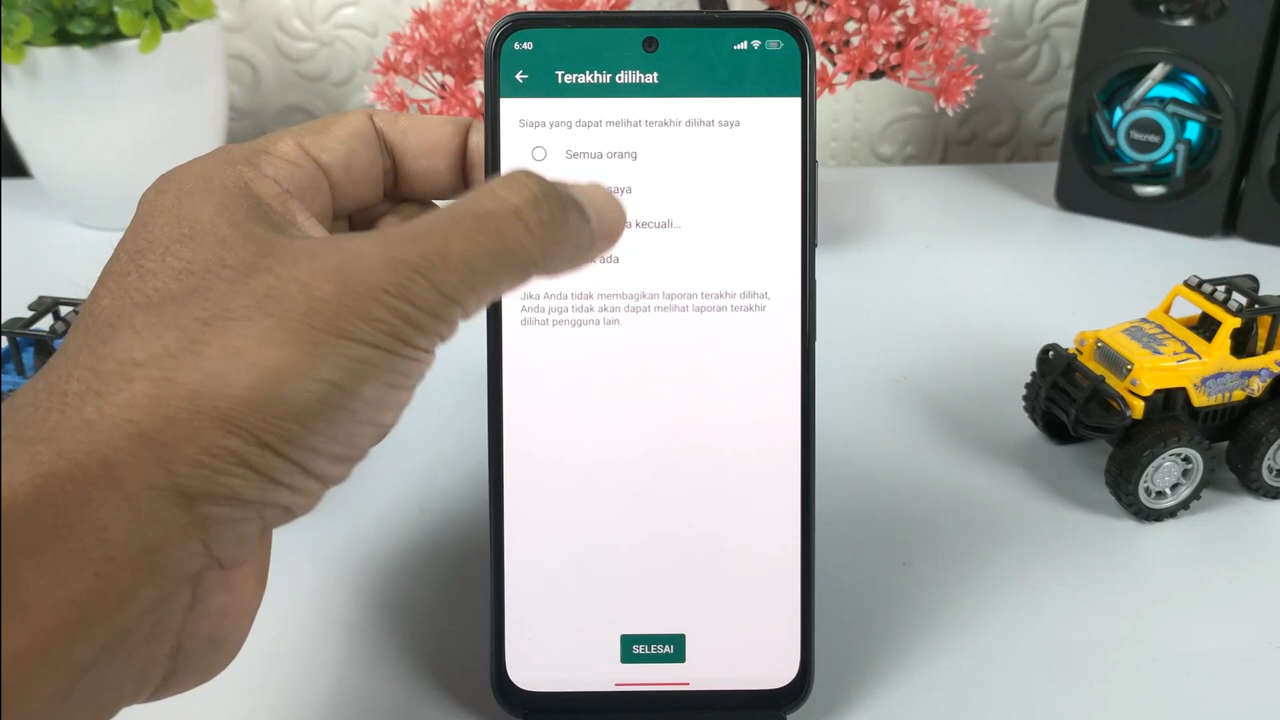 6:40
Terakhir dilihat
Siapa yang dapat melihat terakhir dilihat saya
Semua orang
saya
kecuali...
ada
Jika Anda tidak membagikan laporan terakhir dilihat,
Anda juga tidak akan dapat melihat laporan terakhir
dilihat pengguna lain.
SELESAI